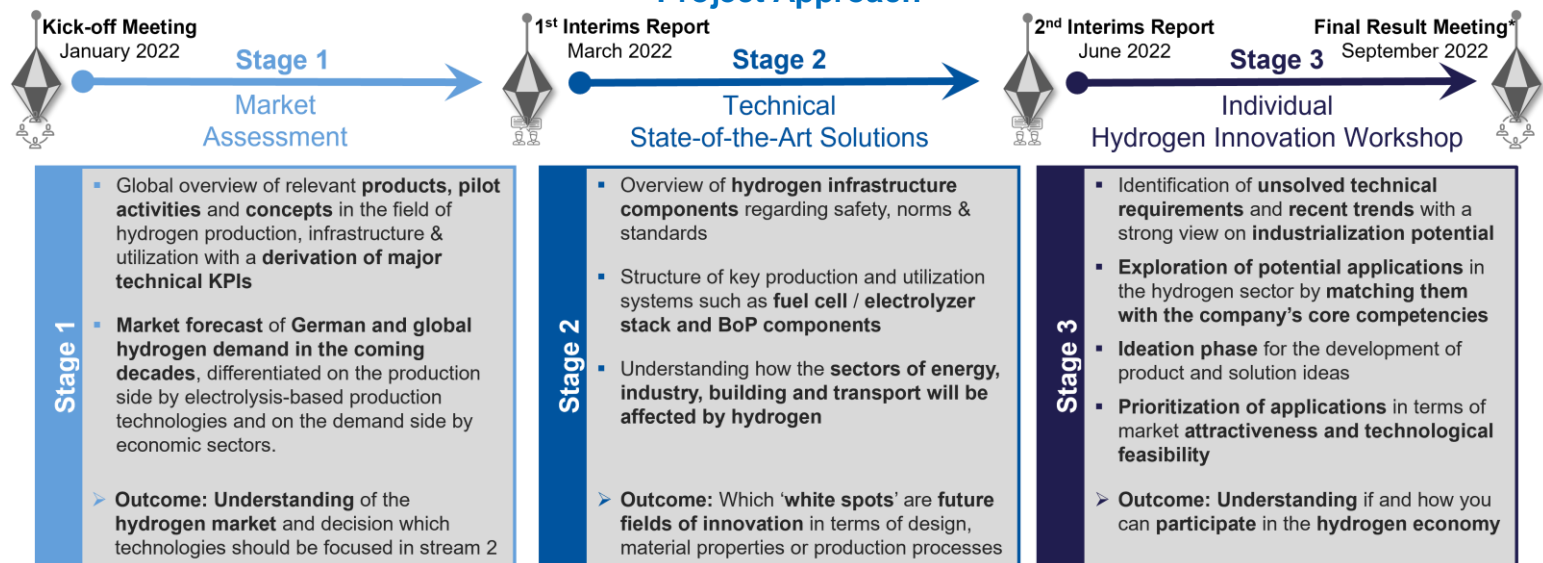 Project Approach
Kick-off Meeting
January 2022
Stage 1
Market
Assessment
1st Interims Report
March 2022
Stage 2
Technical
State-of-the-Art Solutions
2nd Interims Report
June 2022
Stage 3
Individual
Hydrogen Innovation Workshop
Final Result Meeting*
September 2022
Stage 1
▪ Global overview of relevant products, pilot
activities and concepts in the field of
hydrogen production, infrastructure &
utilization with a derivation of major
technical KPIs
▪ Market forecast of German and global
hydrogen demand in the coming
decades, differentiated on the production
side by electrolysis-based production
technologies and on the demand side by
economic sectors.
➢ Outcome: Understanding of the
hydrogen market and decision which
technologies should be focused in stream 2
Stage 2
▪ Overview of hydrogen infrastructure
components regarding safety, norms &
standards
▪ Structure of key production and utilization
systems such as fuel cell / electrolyzer
stack and BoP components
▪ Understanding how the sectors of energy,
industry, building and transport will be
affected by hydrogen
➢ Outcome: Which ‘white spots’ are future
fields of innovation in terms of design,
material properties or production processes
Stage 3
▪ Identification of unsolved technical
requirements and recent trends with a
strong view on industrialization potential
▪ Exploration of potential applications in
the hydrogen sector by matching them
with the company’s core competencies
▪ Ideation phase for the development of
product and solution ideas
▪ Prioritization of applications in terms of
market attractiveness and technological
feasibility
➢ Outcome: Understanding if and how you
can participate in the hydrogen economy